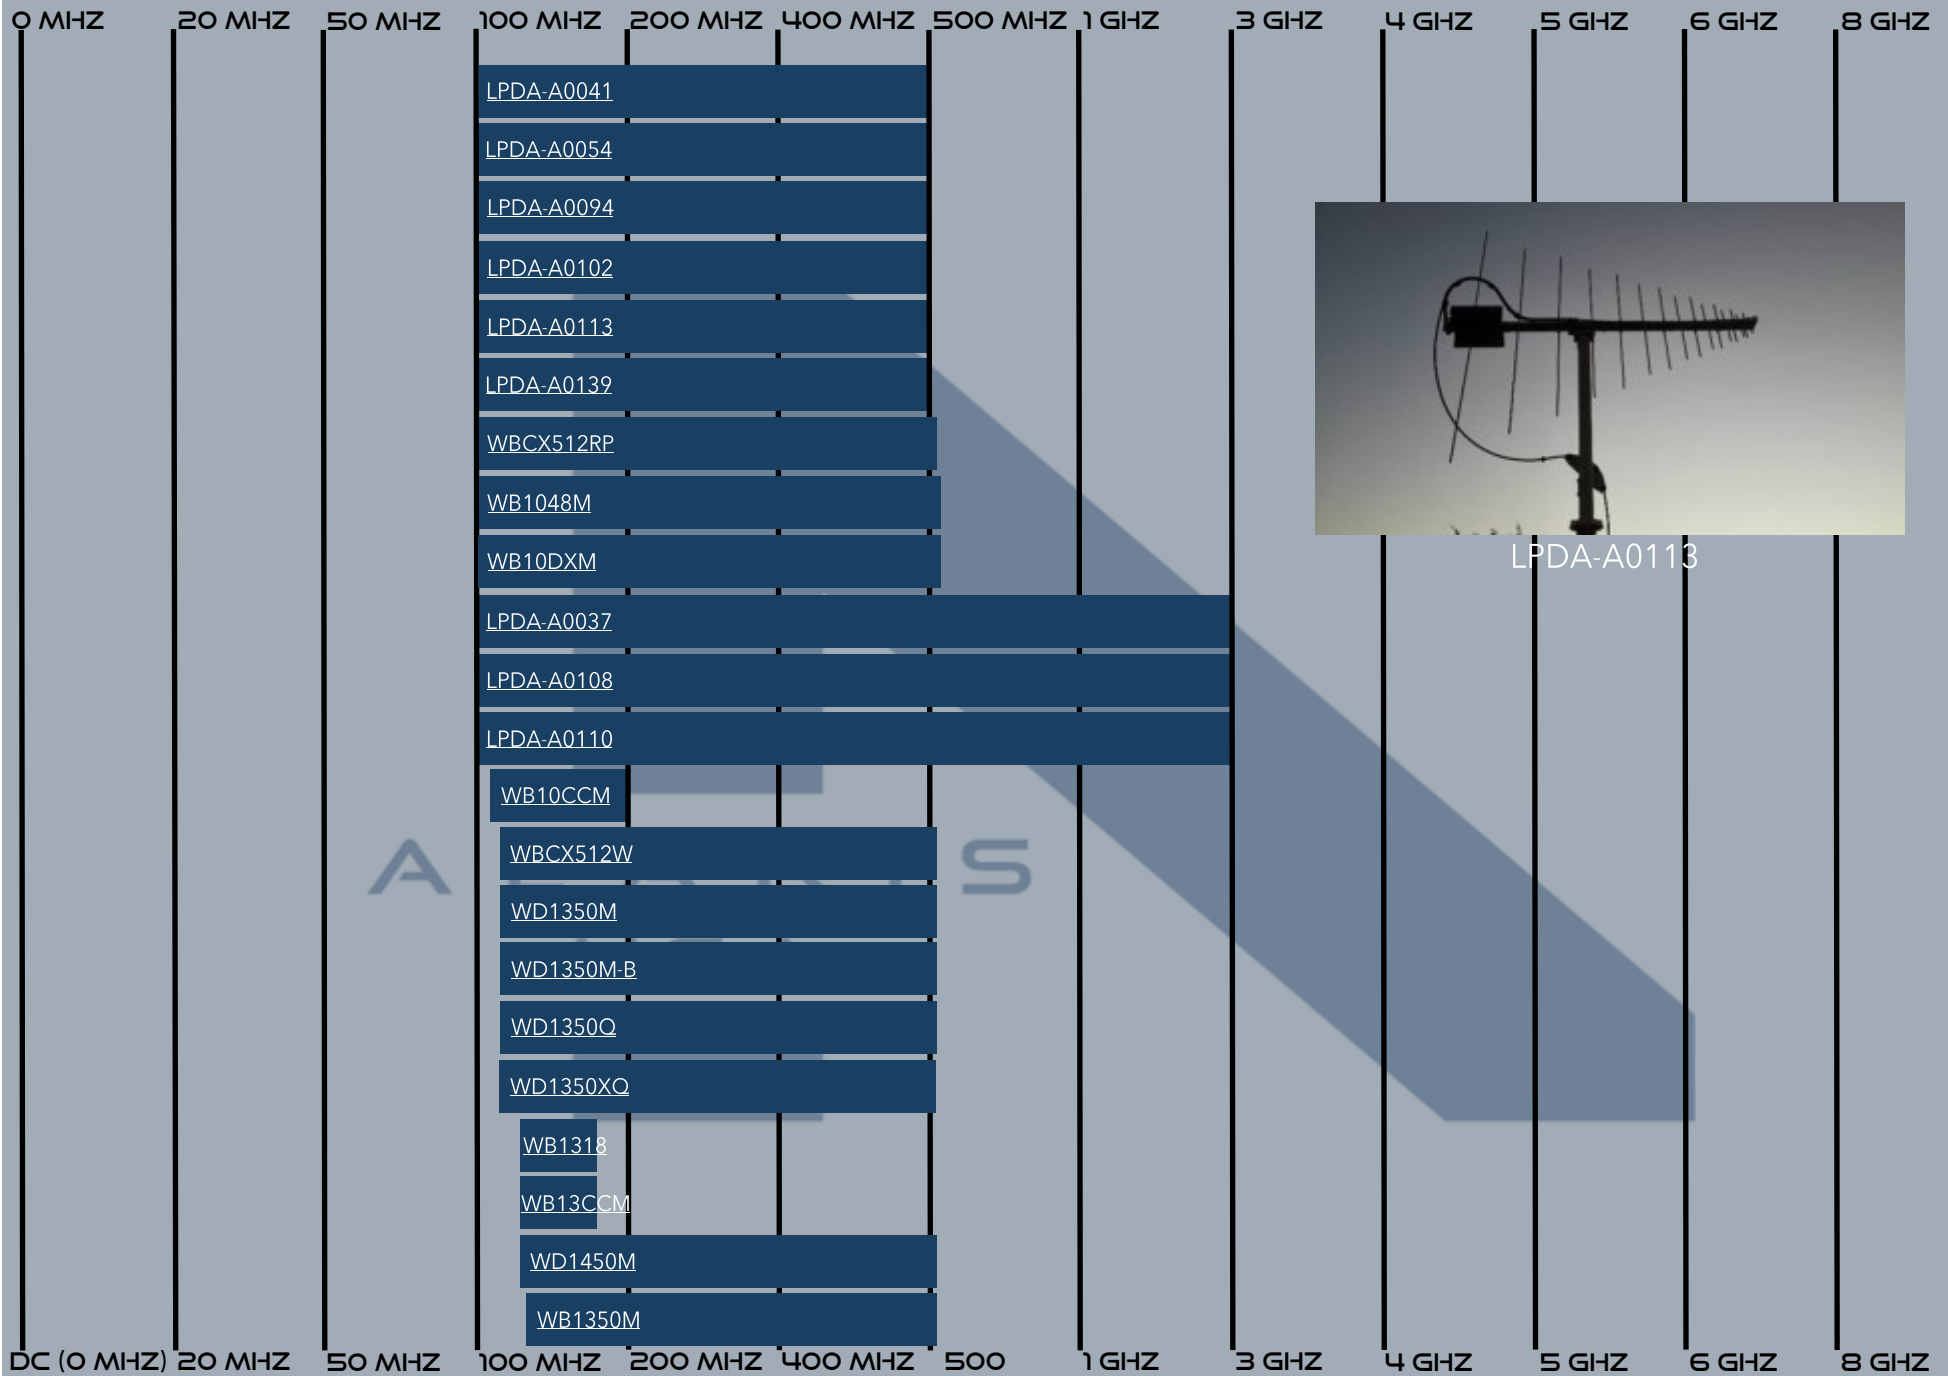 0 MHZ 20 MHZ 50 MHZ 100 MHZ 200 MHZ 400 MHZ 500 MHZ 1 GHZ 3 GHZ 4 GHZ 5 GHZ 6 GHZ 8 GHZ
LPDA-A0041
LPDA-A0054
LPDA-A0094
LPDA-A0102
LPDA-A0113
LPDA-A0139
WBCX512RP
WB1048M
WB10DXM
LPDA-A0113
LPDA-A0037
LPDA-A0108
LPDA-A0110
WB10CCM
WBCX512W
WD1350M
WD1350M-B
WD1350Q
WD1350XQ
WB1318
WB13CCM
WD1450M
WB1350M
DC (0 MHZ) 20 MHZ 50 MHZ 100 MHZ 200 MHZ 400 MHZ 500 1 GHZ 3 GHZ 4 GHZ 5 GHZ 6 GHZ 8 GHZ